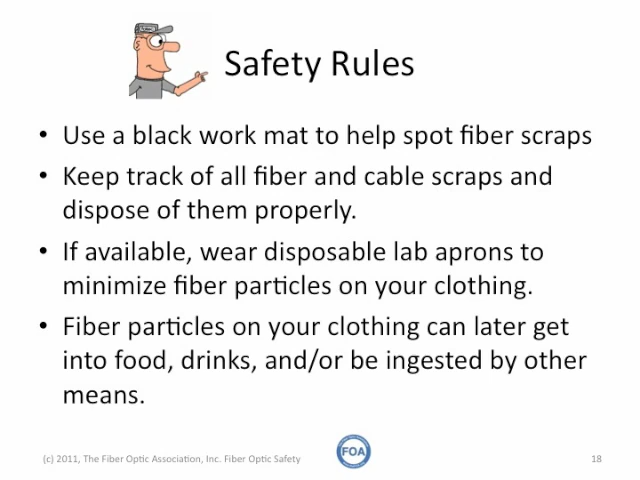 Safety Rules
• Use a black work mat to help spot fiber scraps
• Keep track of all fiber and cable scraps and
dispose of them properly.
• If available, wear disposable lab aprons to
minimize fiber particles on your clothing.
• Fiber particles on your clothing can later get
into food, drinks, and/or be ingested by other
means.
(c) 2011, The Fiber Optic Association, Inc. Fiber Optic Safety
FOA
18